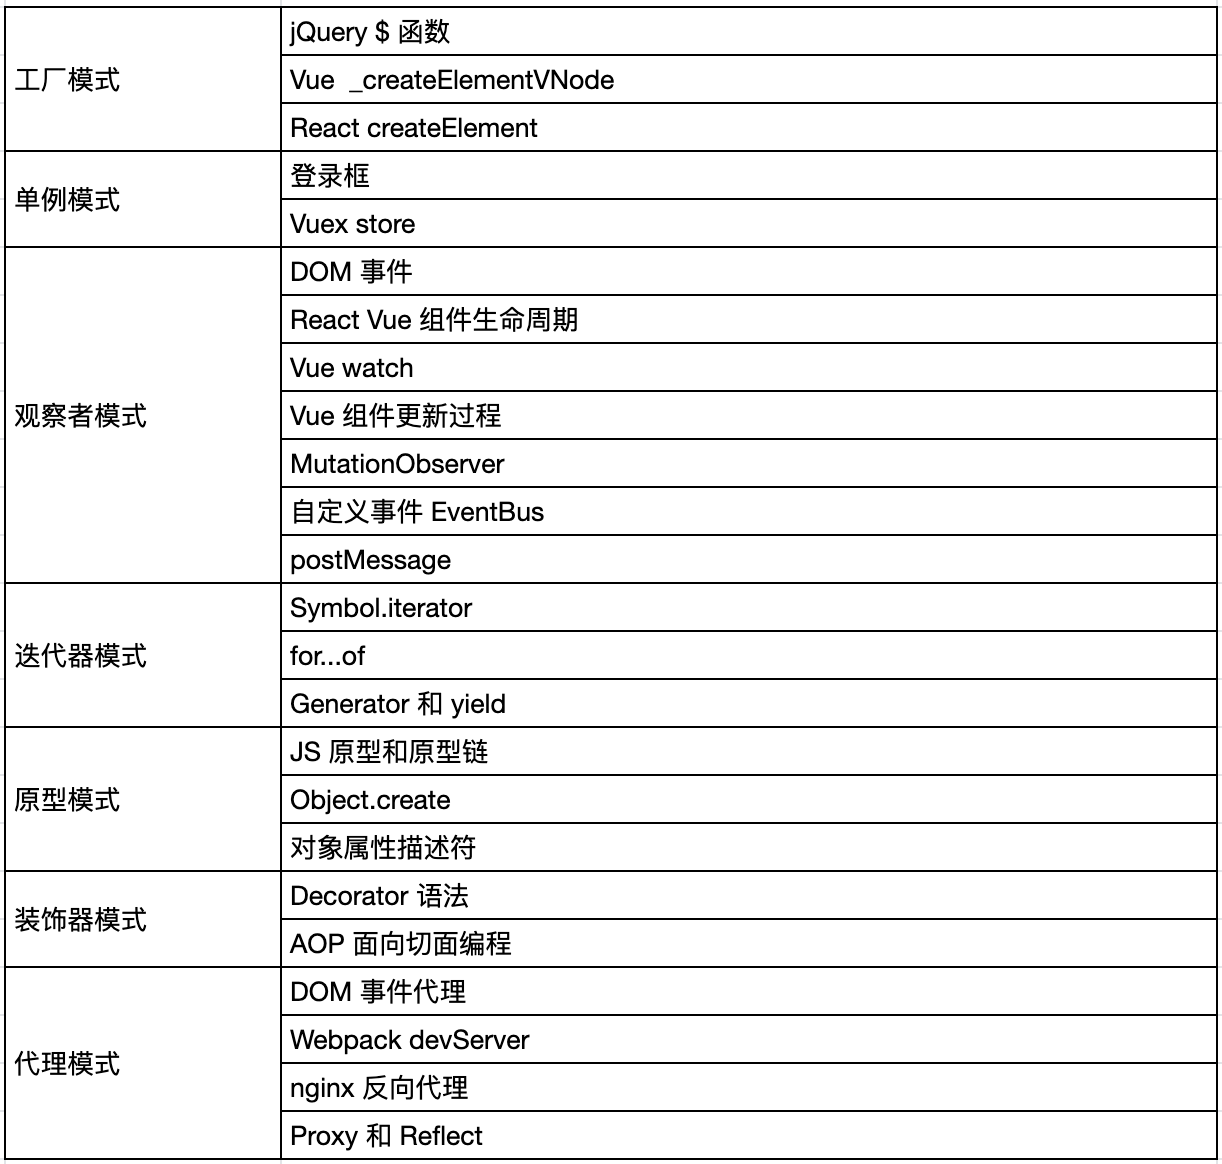 工厂模式
jQuery $ 函数
Vue _createElementVNode
React createElement
单例模式
登录框
Vuex store
观察者模式
DOM 事件
React Vue 组件生命周期
Vue watch
Vue 组件更新过程
MutationObserver
自定义事件 EventBus
postMessage
迭代器模式
Symbol.iterator
for...of
Generator 和 yield
原型模式
JS 原型和原型链
Object.create
对象属性描述符
装饰器模式
Decorator 语法
AOP 面向切面编程
代理模式
DOM 事件代理
Webpack devServer
nginx 反向代理
Proxy 和 Reflect